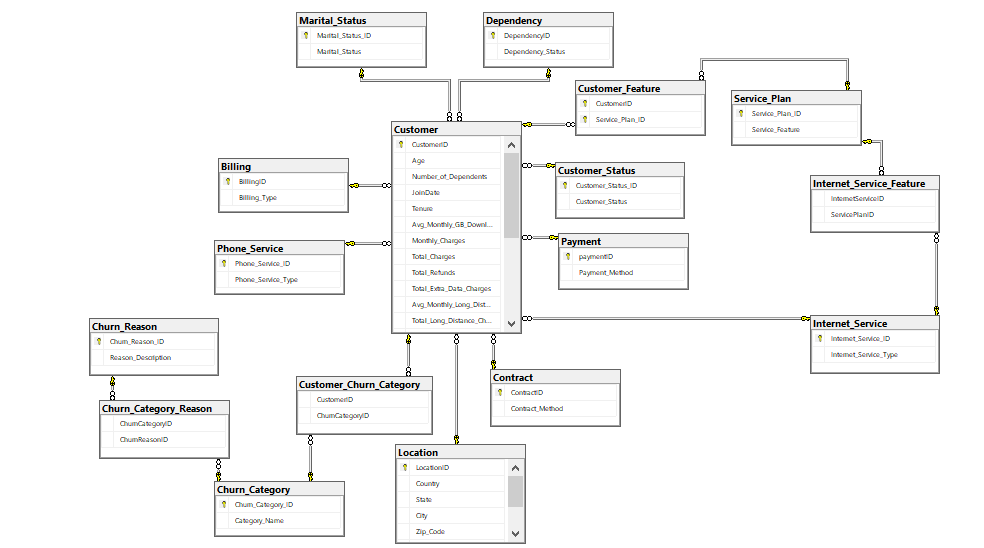 Marital_Status
Marital_Status_ID
Marital_Status
Dependency
DependencyID
Dependency_Status
Customer_Feature
CustomerID
Service_Plan_ID
Service_Plan
Service_Plan_ID
Service_Feature
Customer
CustomerID
Age
Number_of_Dependents
JoinDate
Tenure
Avg_Monthly_GB_Downl...
Monthly_Charges
Total_Charges
Total_Refunds
Total_Extra_Data_Charges
Avg_Monthly_Long_Dist...
Total_Long_Distance_Ch...
Billing
BillingID
Billing_Type
Customer_Status
Customer_Status_ID
Customer_Status
Internet_Service_Feature
InternetServiceID
ServicePlanID
Phone_Service
Phone_Service_ID
Phone_Service_Type
Payment
paymentID
Payment_Method
Churn_Reason
Churn_Reason_ID
Reason_Description
Internet_Service
Internet_Service_ID
Internet_Service_Type
Customer_Churn_Category
CustomerID
ChurnCategoryID
Contract
ContractID
Contract_Method
Churn_Category_Reason
ChurnCategoryID
ChurnReasonID
Location
LocationID
Country
State
City
Zip_Code
Churn_Category
Churn_Category_ID
Category_Name